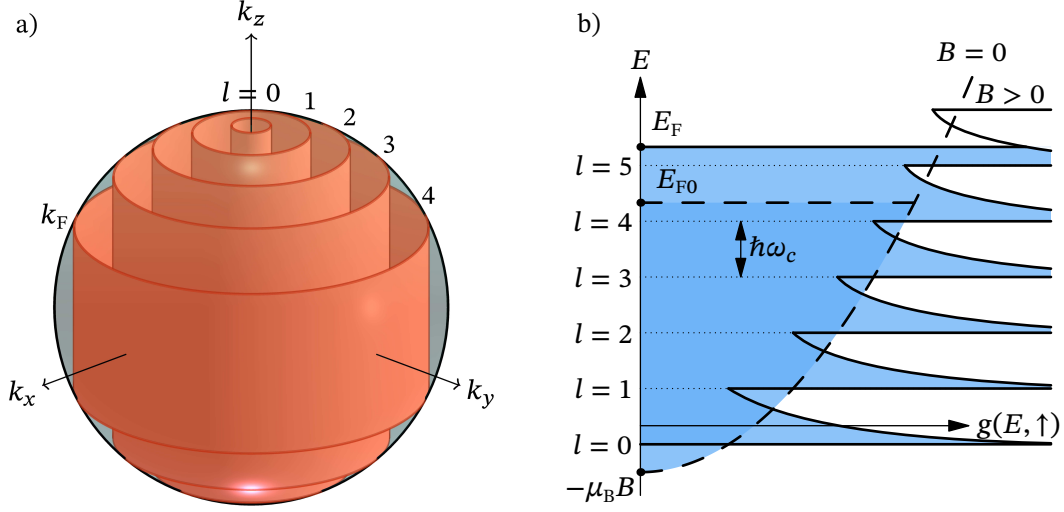 a)
k_z
l = 0
1
2
3
4
k_F
k_x
k_y
b)
E
B = 0
B > 0
E_F
l = 5
E_F0
l = 4
ħω_c
l = 3
l = 2
l = 1
g(E, ↑)
l = 0
−μ_B B